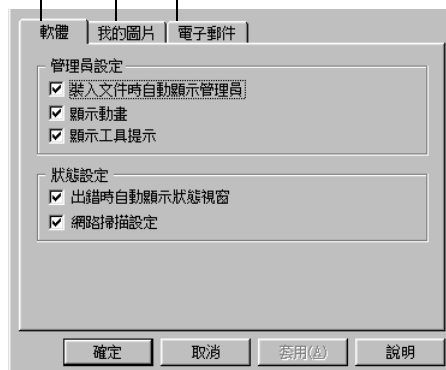 軟體 我的圖片 電子郵件
管理員設定
裝入文件時自動顯示管理員
顯示動畫
顯示工具提示
狀態設定
出錯時自動顯示狀態視窗
網路掃描設定
確定 取消 套用(A) 說明